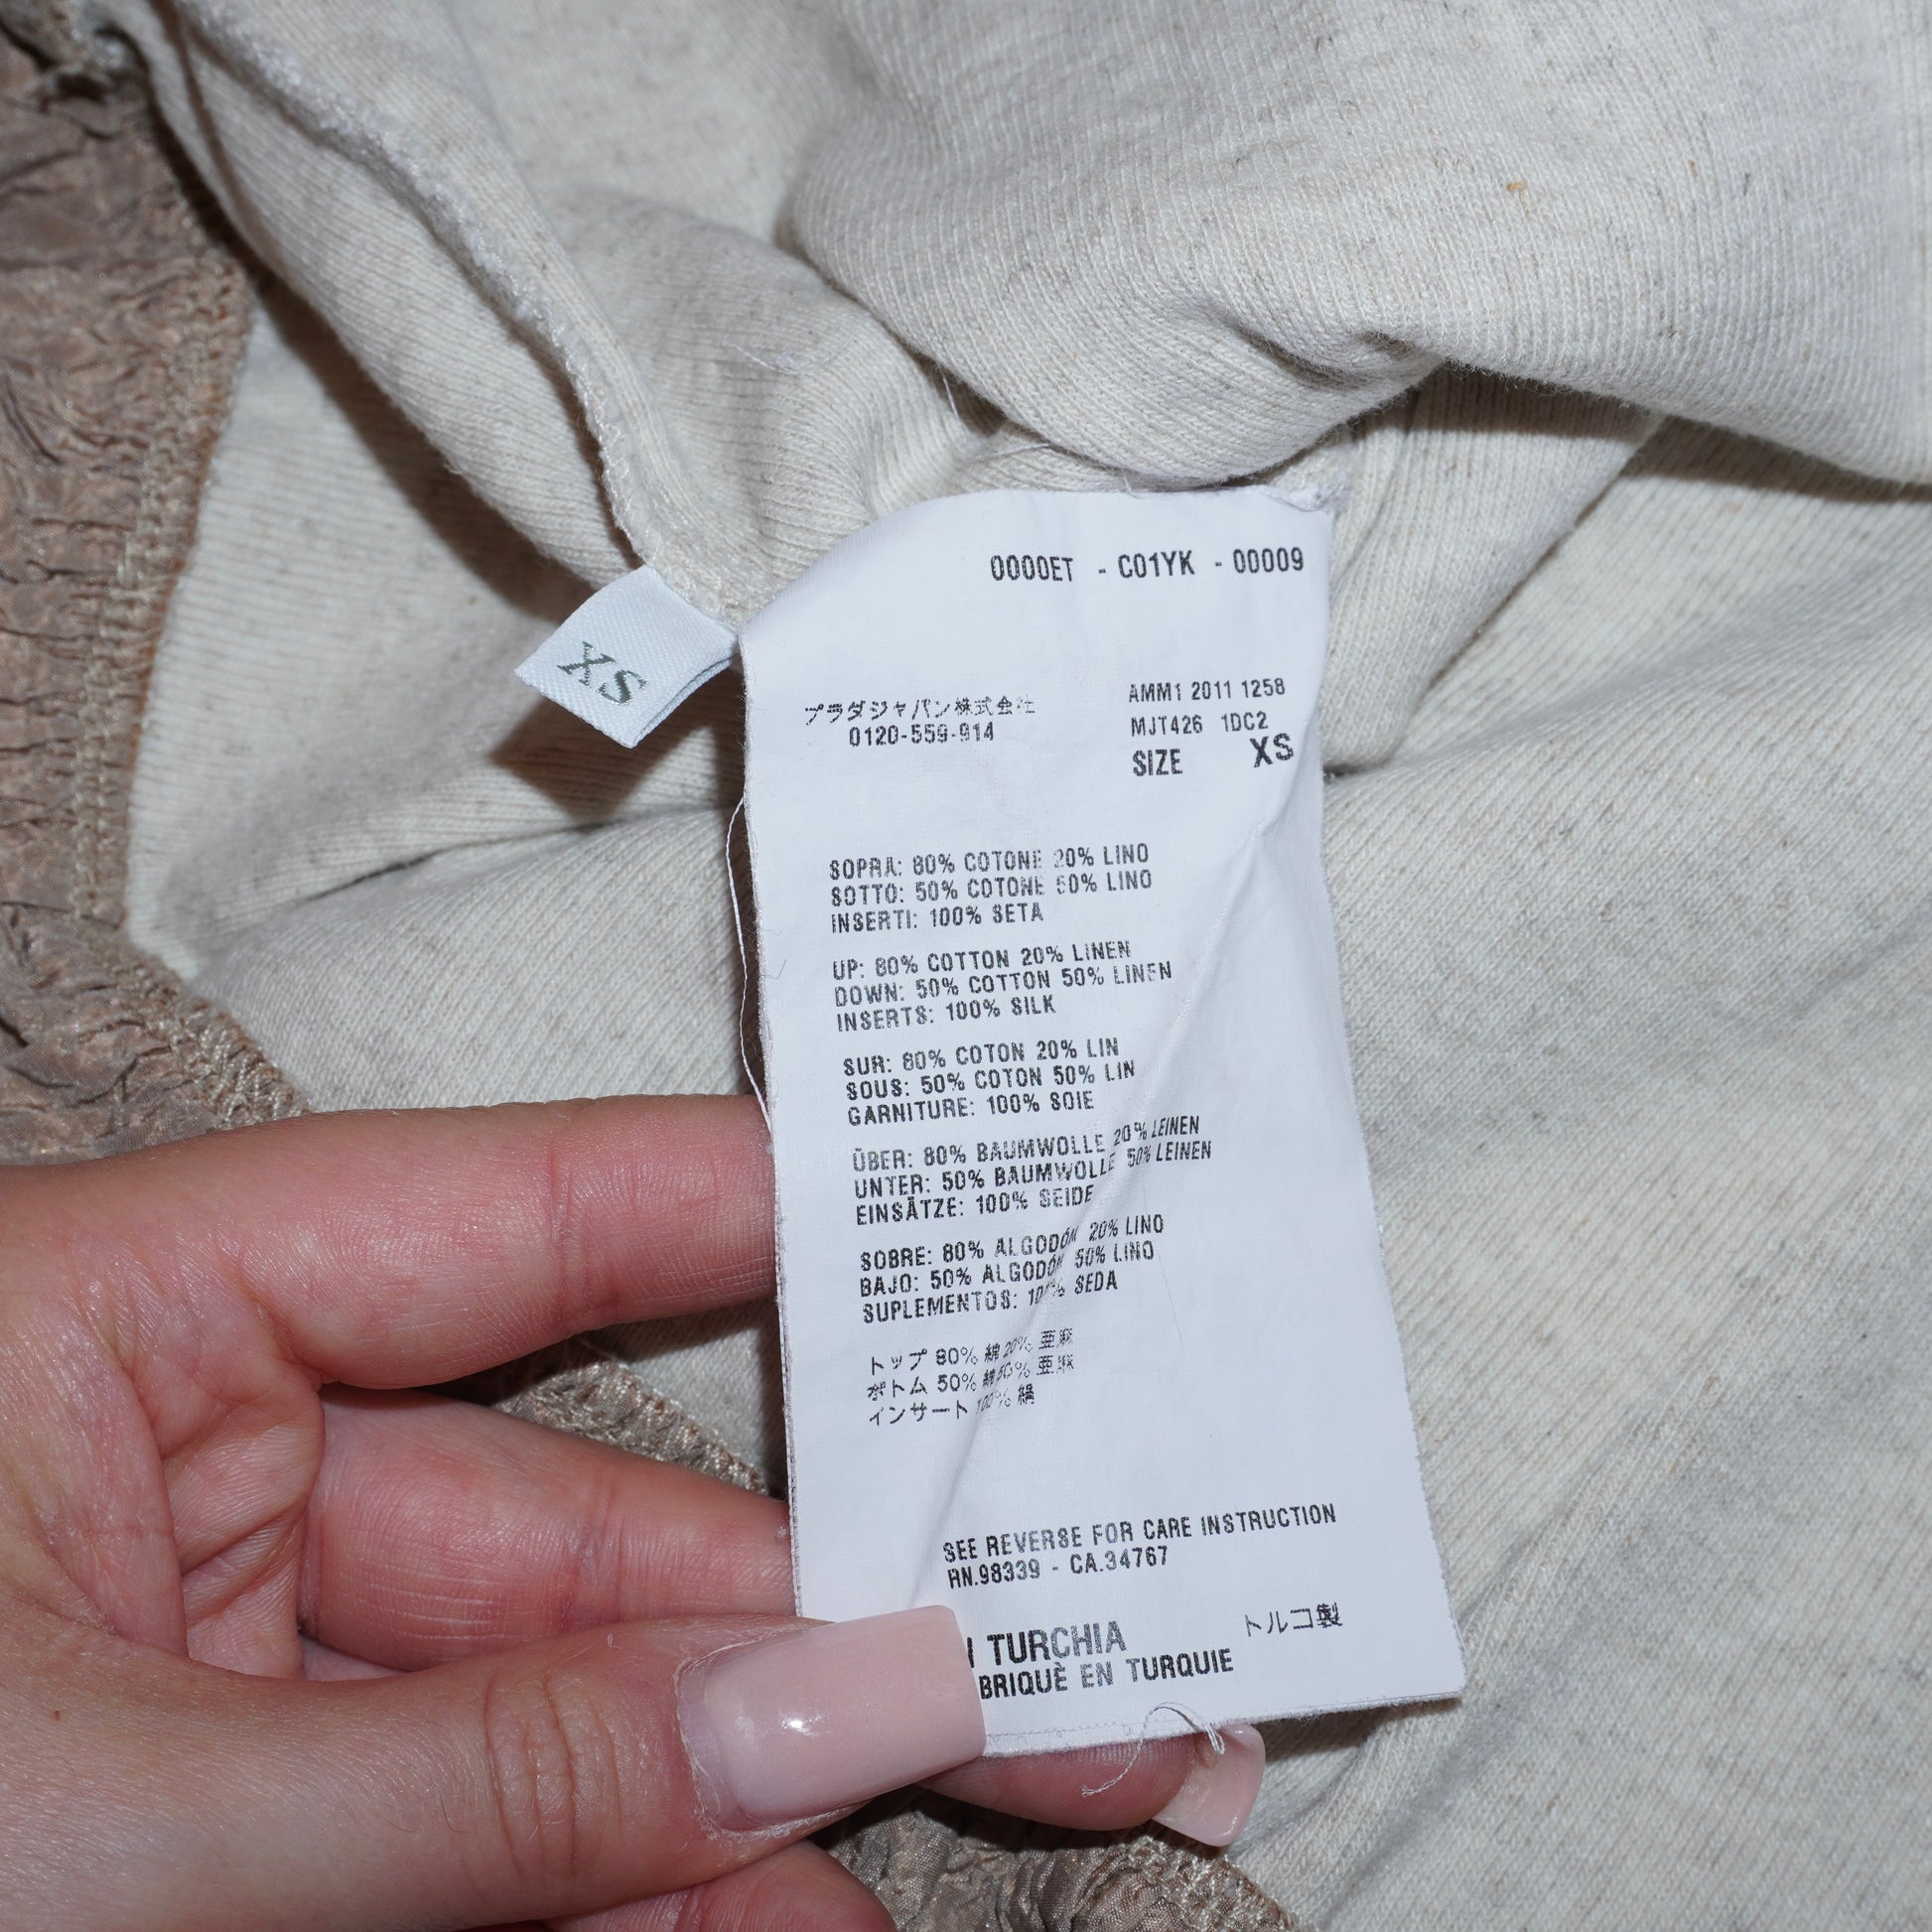 0000ET - C01YK - 00009
XS
プラダジャパン株式会社
0120-559-914
AMM1 2011 1258
MJT426 1DC2
SIZE XS
SOPRA: 80% COTONE 20% LINO
SOTTO: 50% COTONE 50% LINO
INSERTI: 100% SETA
UP: 80% COTTON 20% LINEN
DOWN: 50% COTTON 50% LINEN
INSERTS: 100% SILK
SUR: 80% COTON 20% LIN
SOUS: 50% COTON 50% LIN
GARNITURE: 100% SOIE
ÜBER: 80% BAUMWOLLE 20% LEINEN
UNTER: 50% BAUMWOLLE 50% LEINEN
EINSÄTZE: 100% SEIDE
SOBRE: 80% ALGODÓN 20% LINO
BAJO: 50% ALGODÓN 50% LINO
SUPLEMENTOS: 100% SEDA
トップ 80% 綿 20% 亜麻
ボトム 50% 綿 50% 亜麻
インサート 100% 絹
SEE REVERSE FOR CARE INSTRUCTION
RN.98339 - CA.34767
TURCHIA トルコ製
BRIQUÈ EN TURQUIE